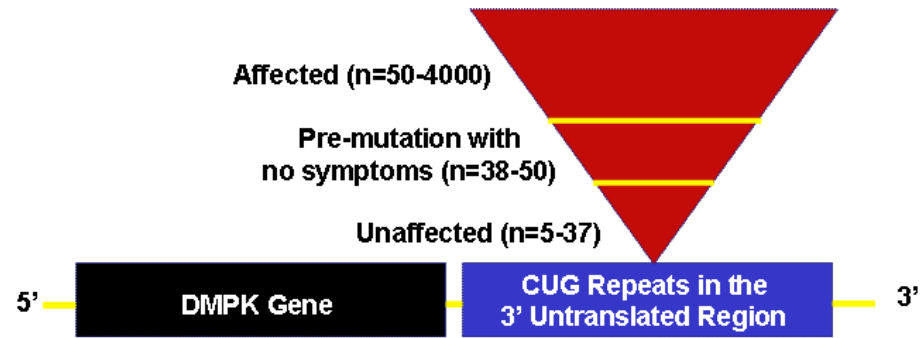 Affected (n=50-4000)
Pre-mutation with
no symptoms (n=38-50)
Unaffected (n=5-37)
5’
DMPK Gene
CUG Repeats in the
3’ Untranslated Region
3’